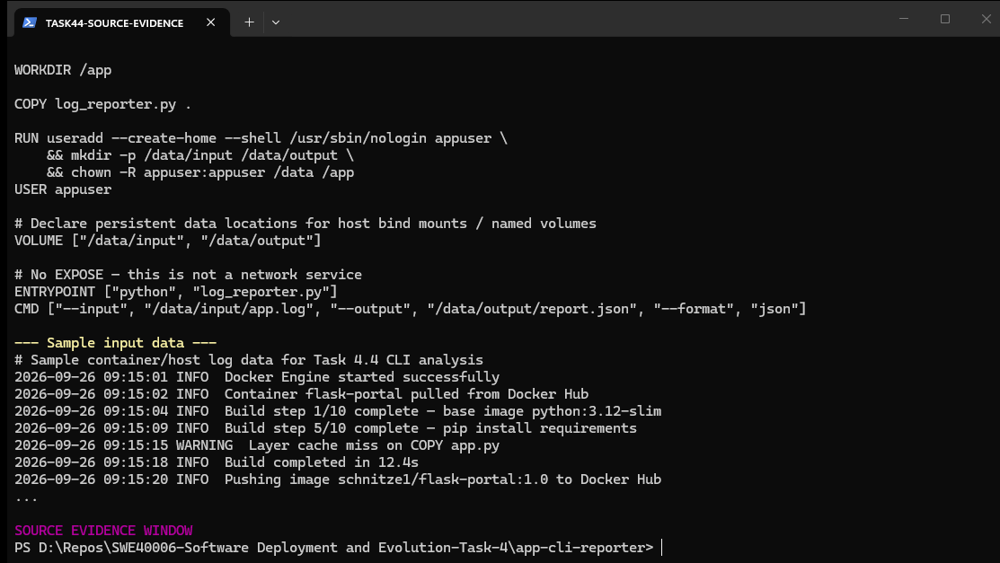 TASK44-SOURCE-EVIDENCE
WORKDIR /app
COPY log_reporter.py .
RUN useradd --create-home --shell /usr/sbin/nologin appuser \
    && mkdir -p /data/input /data/output \
    && chown -R appuser:appuser /data /app
USER appuser
# Declare persistent data locations for host bind mounts / named volumes
VOLUME ["/data/input", "/data/output"]
# No EXPOSE — this is not a network service
ENTRYPOINT ["python", "log_reporter.py"]
CMD ["--input", "/data/input/app.log", "--output", "/data/output/report.json", "--format", "json"]
--- Sample input data ---
# Sample container/host log data for Task 4.4 CLI analysis
2026-09-26 09:15:01 INFO  Docker Engine started successfully
2026-09-26 09:15:02 INFO  Container flask-portal pulled from Docker Hub
2026-09-26 09:15:04 INFO  Build step 1/10 complete — base image python:3.12-slim
2026-09-26 09:15:09 INFO  Build step 5/10 complete — pip install requirements
2026-09-26 09:15:15 WARNING  Layer cache miss on COPY app.py
2026-09-26 09:15:18 INFO  Build completed in 12.4s
2026-09-26 09:15:20 INFO  Pushing image schnitze1/flask-portal:1.0 to Docker Hub
...
SOURCE EVIDENCE WINDOW
PS D:\Repos\SWE40006-Software Deployment and Evolution-Task-4\app-cli-reporter>